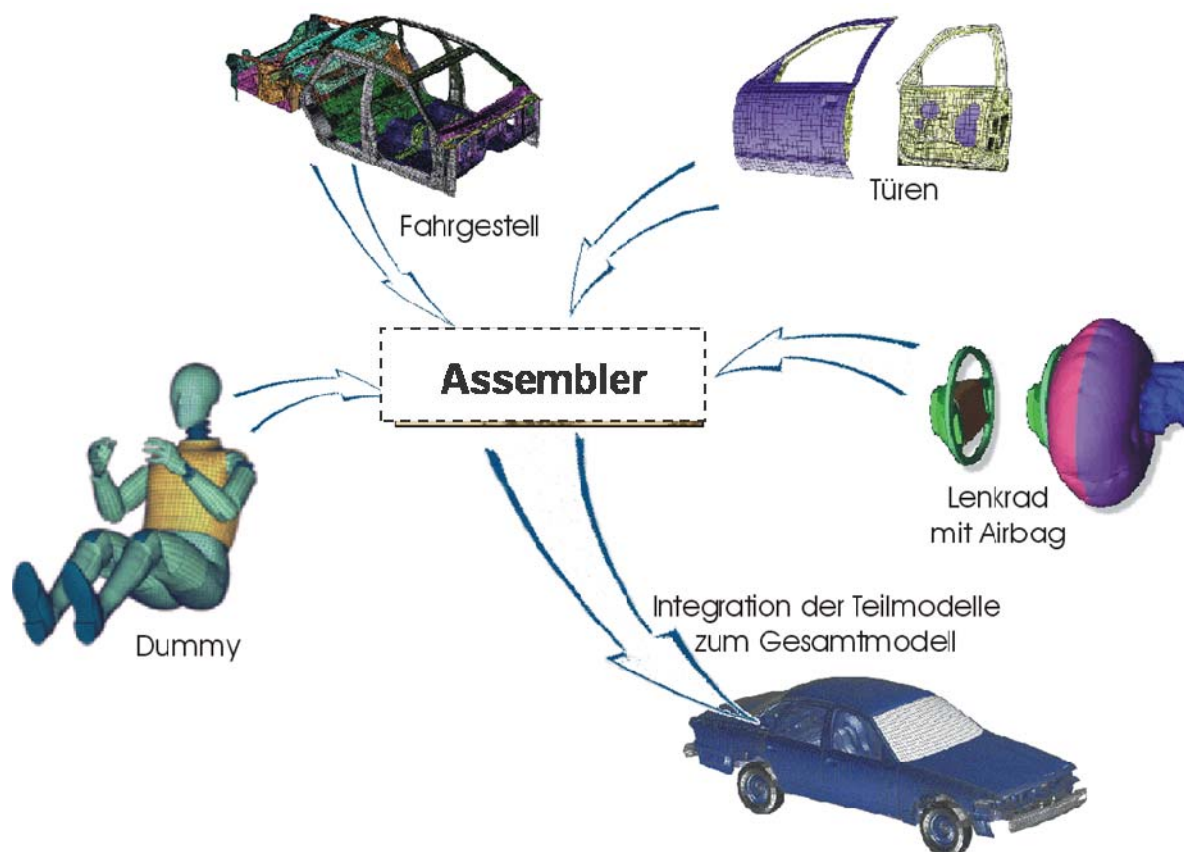 Türen
Fahrgestell
Assembler
Lenkrad
mit Airbag
Integration der Teilmodelle
zum Gesamtmodell
Dummy